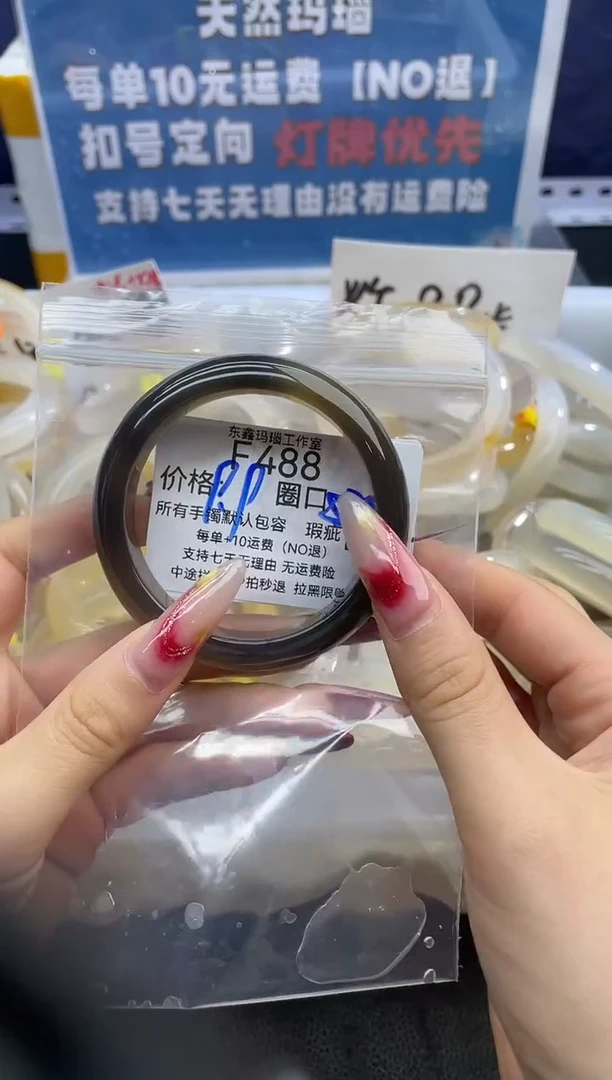 天然玛瑙
每单10元运费【NO退】
扣号定向 灯牌优先
支持七天无理由没有运费险
东鑫玛瑙工作室
F488
价格 圈口
所有手镯默认包容 瑕疵
每单+10运费（NO退）
支持七天无理由 无运费险
中途 秒拍秒退 拉黑限